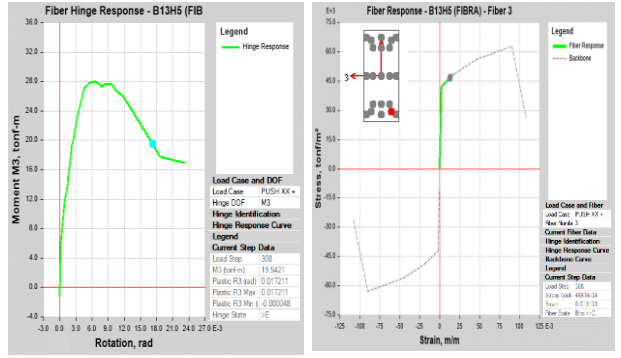 Fiber Hinge Response - B13H5 (FIB
36.0
32.0
28.0
24.0
20.0
16.0
12.0
8.0
4.0
0.0
-4.0
Moment M3, tonf-m
-3.0 0.0 3.0 6.0 9.0 12.0 15.0 18.0 21.0 24.0 27.0 E-3
Rotation, rad
Legend
Hinge Response
Load Case and DOF
Load Case PUSH XX +
Hinge DOF M3
Hinge Identification
Hinge Response Curve
Legend
Current Step Data
Load Step 308
M3 (tonf-m) 19.5421
Plastic R3 (rad) 0.017211
Plastic R3 Max 0.017211
Plastic R3 Min ( -0.000048
Hinge State >E
Fiber Response - B13H5 (FIBRA) - Fiber 3
E+3
75.0
60.0
45.0
30.0
15.0
0.0
-15.0
-30.0
-45.0
-60.0
-75.0
Stress, tonf/m²
3
-125 -100 -75 -50 -25 0 25 50 75 100 125 E-3
Strain, m/m
Legend
Fiber Response
Backbone
Load Case and Fiber
Load Case PUSH XX +
Fiber Number 3
Current Fiber Data
Hinge Identification
Hinge Response Curve
Backbone Curve
Legend
Current Step Data
Load Step 308
Fiber State